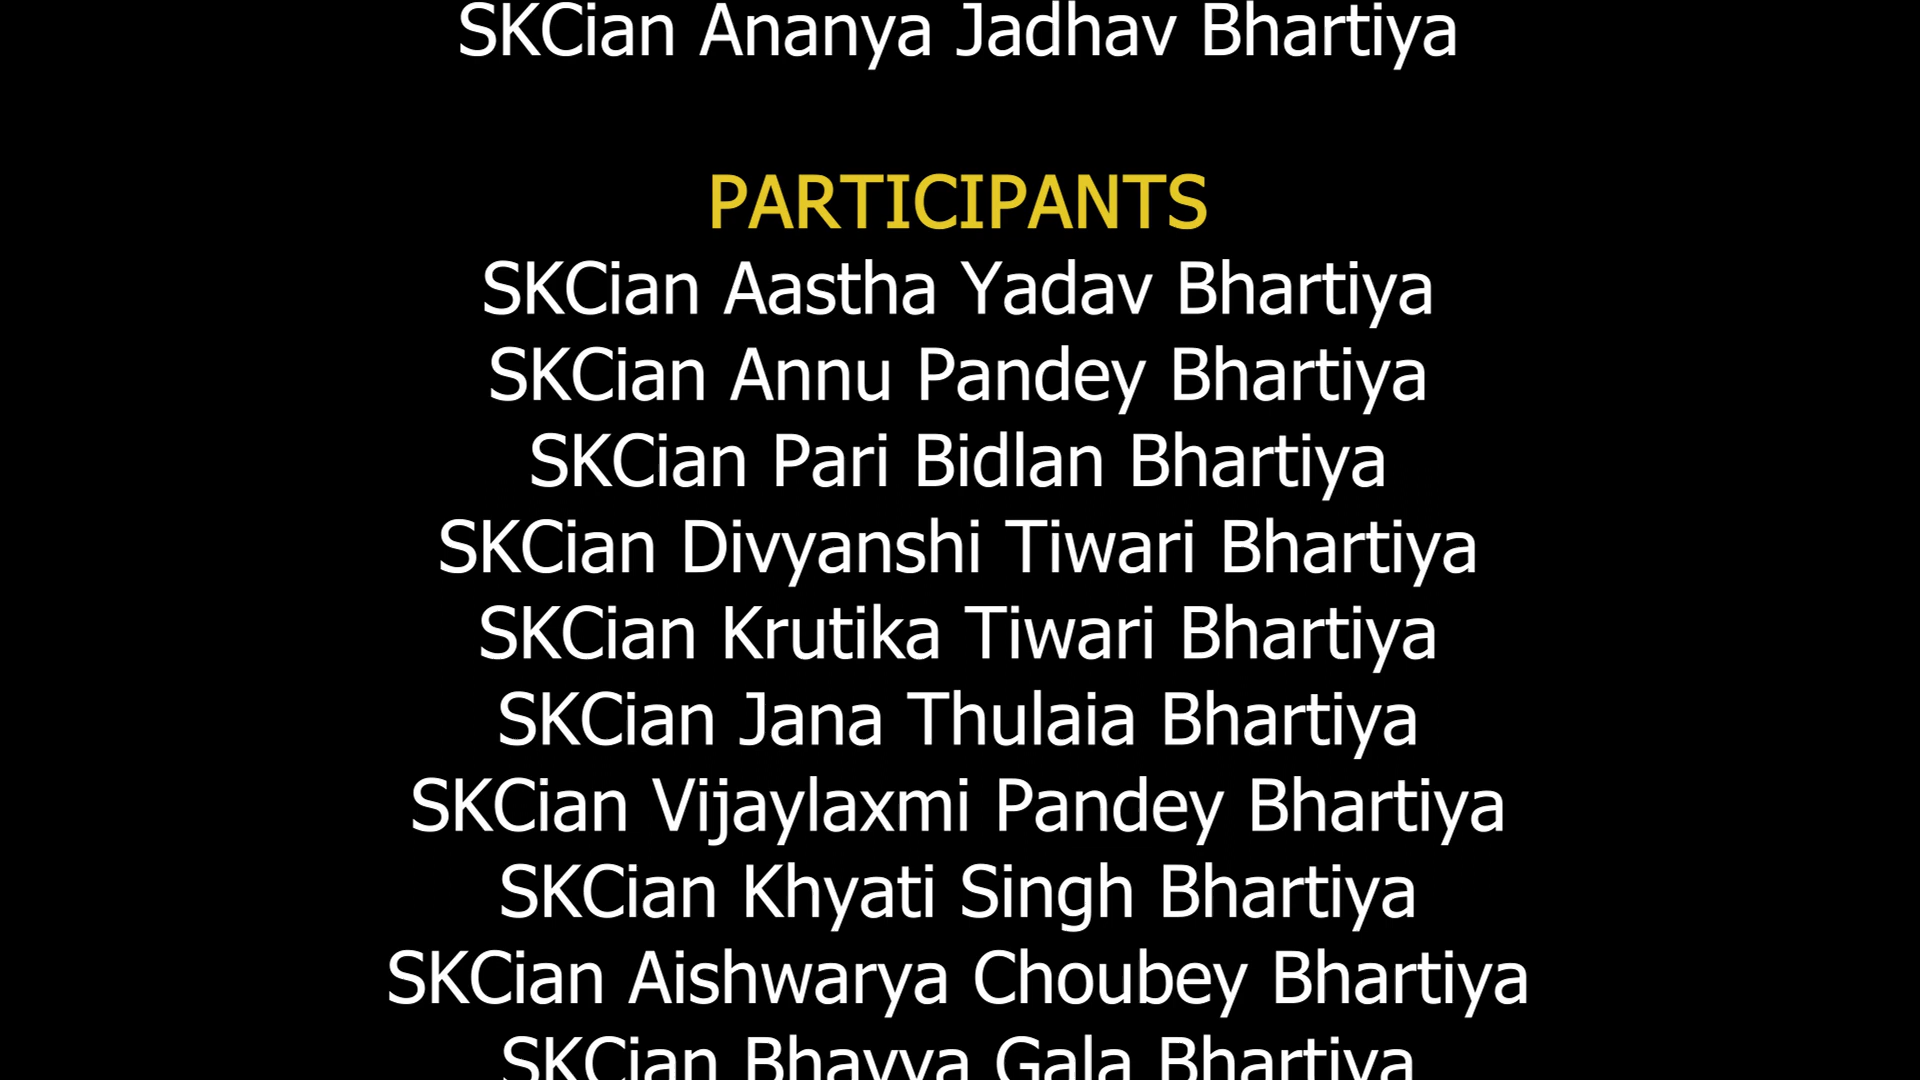 SKCian Ananya Jadhav Bhartiya
PARTICIPANTS
SKCian Aastha Yadav Bhartiya
SKCian Annu Pandey Bhartiya
SKCian Pari Bidlan Bhartiya
SKCian Divyanshi Tiwari Bhartiya
SKCian Krutika Tiwari Bhartiya
SKCian Jana Thulaia Bhartiya
SKCian Vijaylaxmi Pandey Bhartiya
SKCian Khyati Singh Bhartiya
SKCian Aishwarya Choubey Bhartiya
SKCian Bhavya Gala Bhartiya